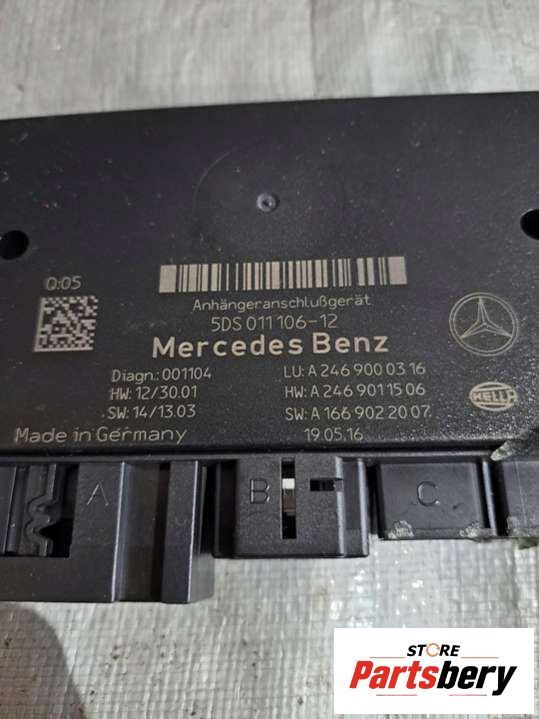 Q:05
Anhängeranschlußgerät
5DS 011 106-12
Mercedes Benz
Diagn.: 001104
HW: 12/30.01
SW: 14/13.03
LU: A 246 900 03 16
HW: A 246 901 15 06
SW: A 166 902 20 07
Made in Germany
19.05.16
HELLA
A
B
C
STORE
Partsbery